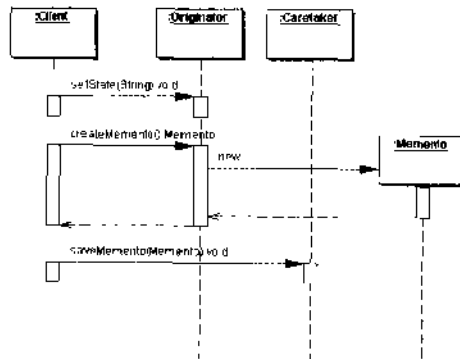 :Client
:Originator
:Caretaker
setState(String) void
createMemento() Memento
new
:Memento
saveMemento(Memento) void